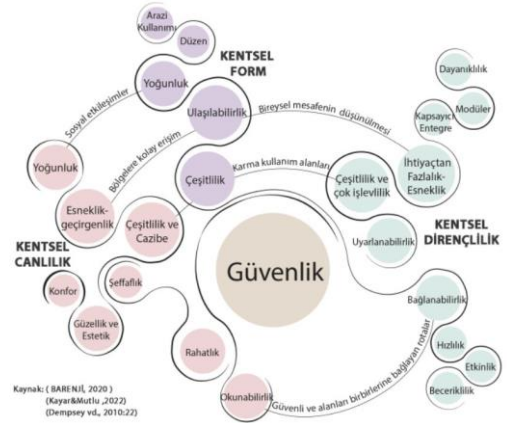 Arazi
Kullanımı
Düzen
KENTSEL
FORM
Yoğunluk
Ulaşılabilirlik
Çeşitlilik
Sosyal etkileşimler
Bölgelere kolay erişim
Bireysel mesafenin düşünülmesi
Karma kullanım alanları
Dayanıklılık
Modüler
Kapsayıcı
Entegre
İhtiyaçtan
Fazlalık-
Esneklik
Çeşitlilik ve
çok işlevlilik
Uyarlanabilirlik
KENTSEL
DİRENÇLİLİK
Yoğunluk
Esneklik-
geçirgenlik
Çeşitlilik ve
Cazibe
KENTSEL
CANLILIK
Konfor
Şeffaflık
Güzellik ve
Estetik
Güvenlik
Rahatlık
Okunabilirlik
Bağlanabilirlik
Hızlılık
Etkinlik
Beceriklilik
Güvenli ve alanları birbirlerine bağlayan rotalar
Kaynak: ( BARENJİ, 2020 )
(Kayar&Mutlu ,2022)
(Dempsey vd., 2010:22)